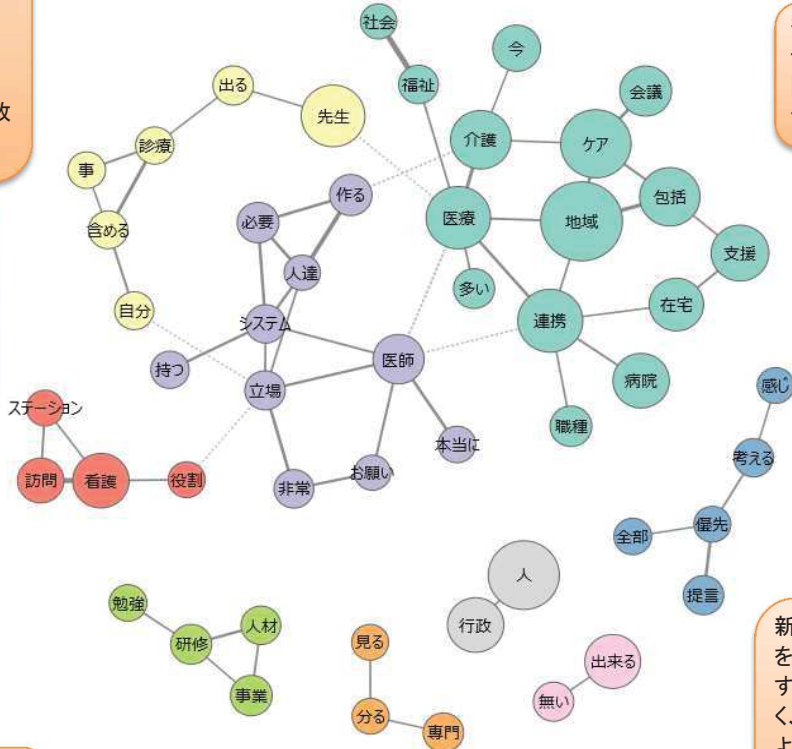 社会
今
福祉
会議
出る
先生
介護
ケア
診療
事
作る
包括
必要
医療
地域
含める
支援
人達
多い
自分
システム
連携
在宅
持つ
医師
立場
病院
感じ
ステーション
職種
本当に
考える
訪問
看護
役割
非常
お願い
全部
優先
人
提言
勉強
行政
研修
人材
見る
出来る
事業
無い
分る
専門
新
を
す
く、